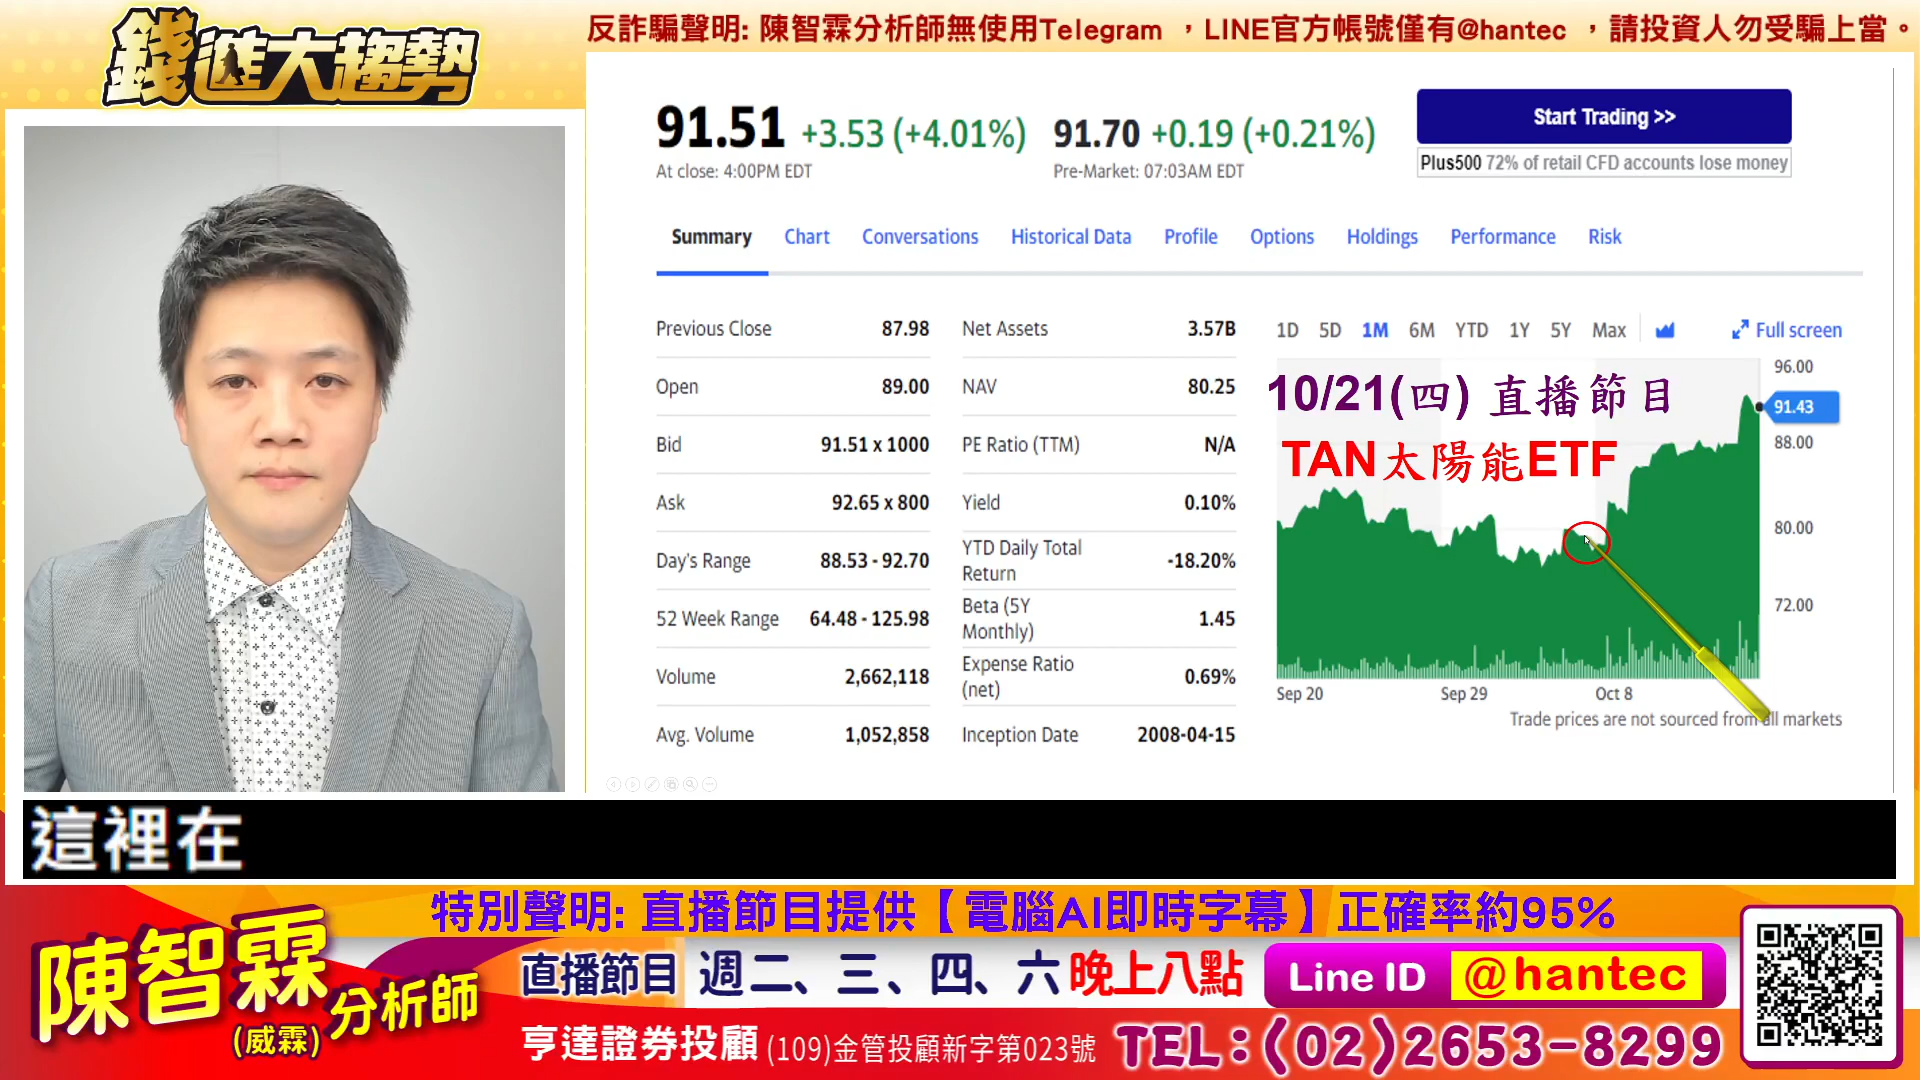 錢進大趨勢
反詐騙聲明: 陳智霖分析師無使用Telegram ，LINE官方帳號僅有@hantec ，請投資人勿受騙上當。
91.51 +3.53 (+4.01%) 91.70 +0.19 (+0.21%)
At close: 4:00PM EDT Pre-Market: 07:03AM EDT
Start Trading >>
Plus500 72% of retail CFD accounts lose money
Summary Chart Conversations Historical Data Profile Options Holdings Performance Risk
Previous Close 87.98
Open 89.00
Bid 91.51 x 1000
Ask 92.65 x 800
Day's Range 88.53 - 92.70
52 Week Range 64.48 - 125.98
Volume 2,662,118
Avg. Volume 1,052,858
Net Assets 3.57B
NAV 80.25
PE Ratio (TTM) N/A
Yield 0.10%
YTD Daily Total
Return -18.20%
Beta (5Y
Monthly) 1.45
Expense Ratio
(net) 0.69%
Inception Date 2008-04-15
1D 5D 1M 6M YTD 1Y 5Y Max Full screen
10/21(四) 直播節目
TAN太陽能ETF
96.00
91.43
88.00
80.00
72.00
Sep 20 Sep 29 Oct 8
Trade prices are not sourced from all markets
這裡在
特別聲明: 直播節目提供【電腦AI即時字幕】正確率約95%
陳智霖
(威霖)
分析師
直播節目 週二、三、四、六 晚上八點
Line ID @hantec
亨達證券投顧 (109)金管投顧新字第023號 TEL:(02)2653-8299